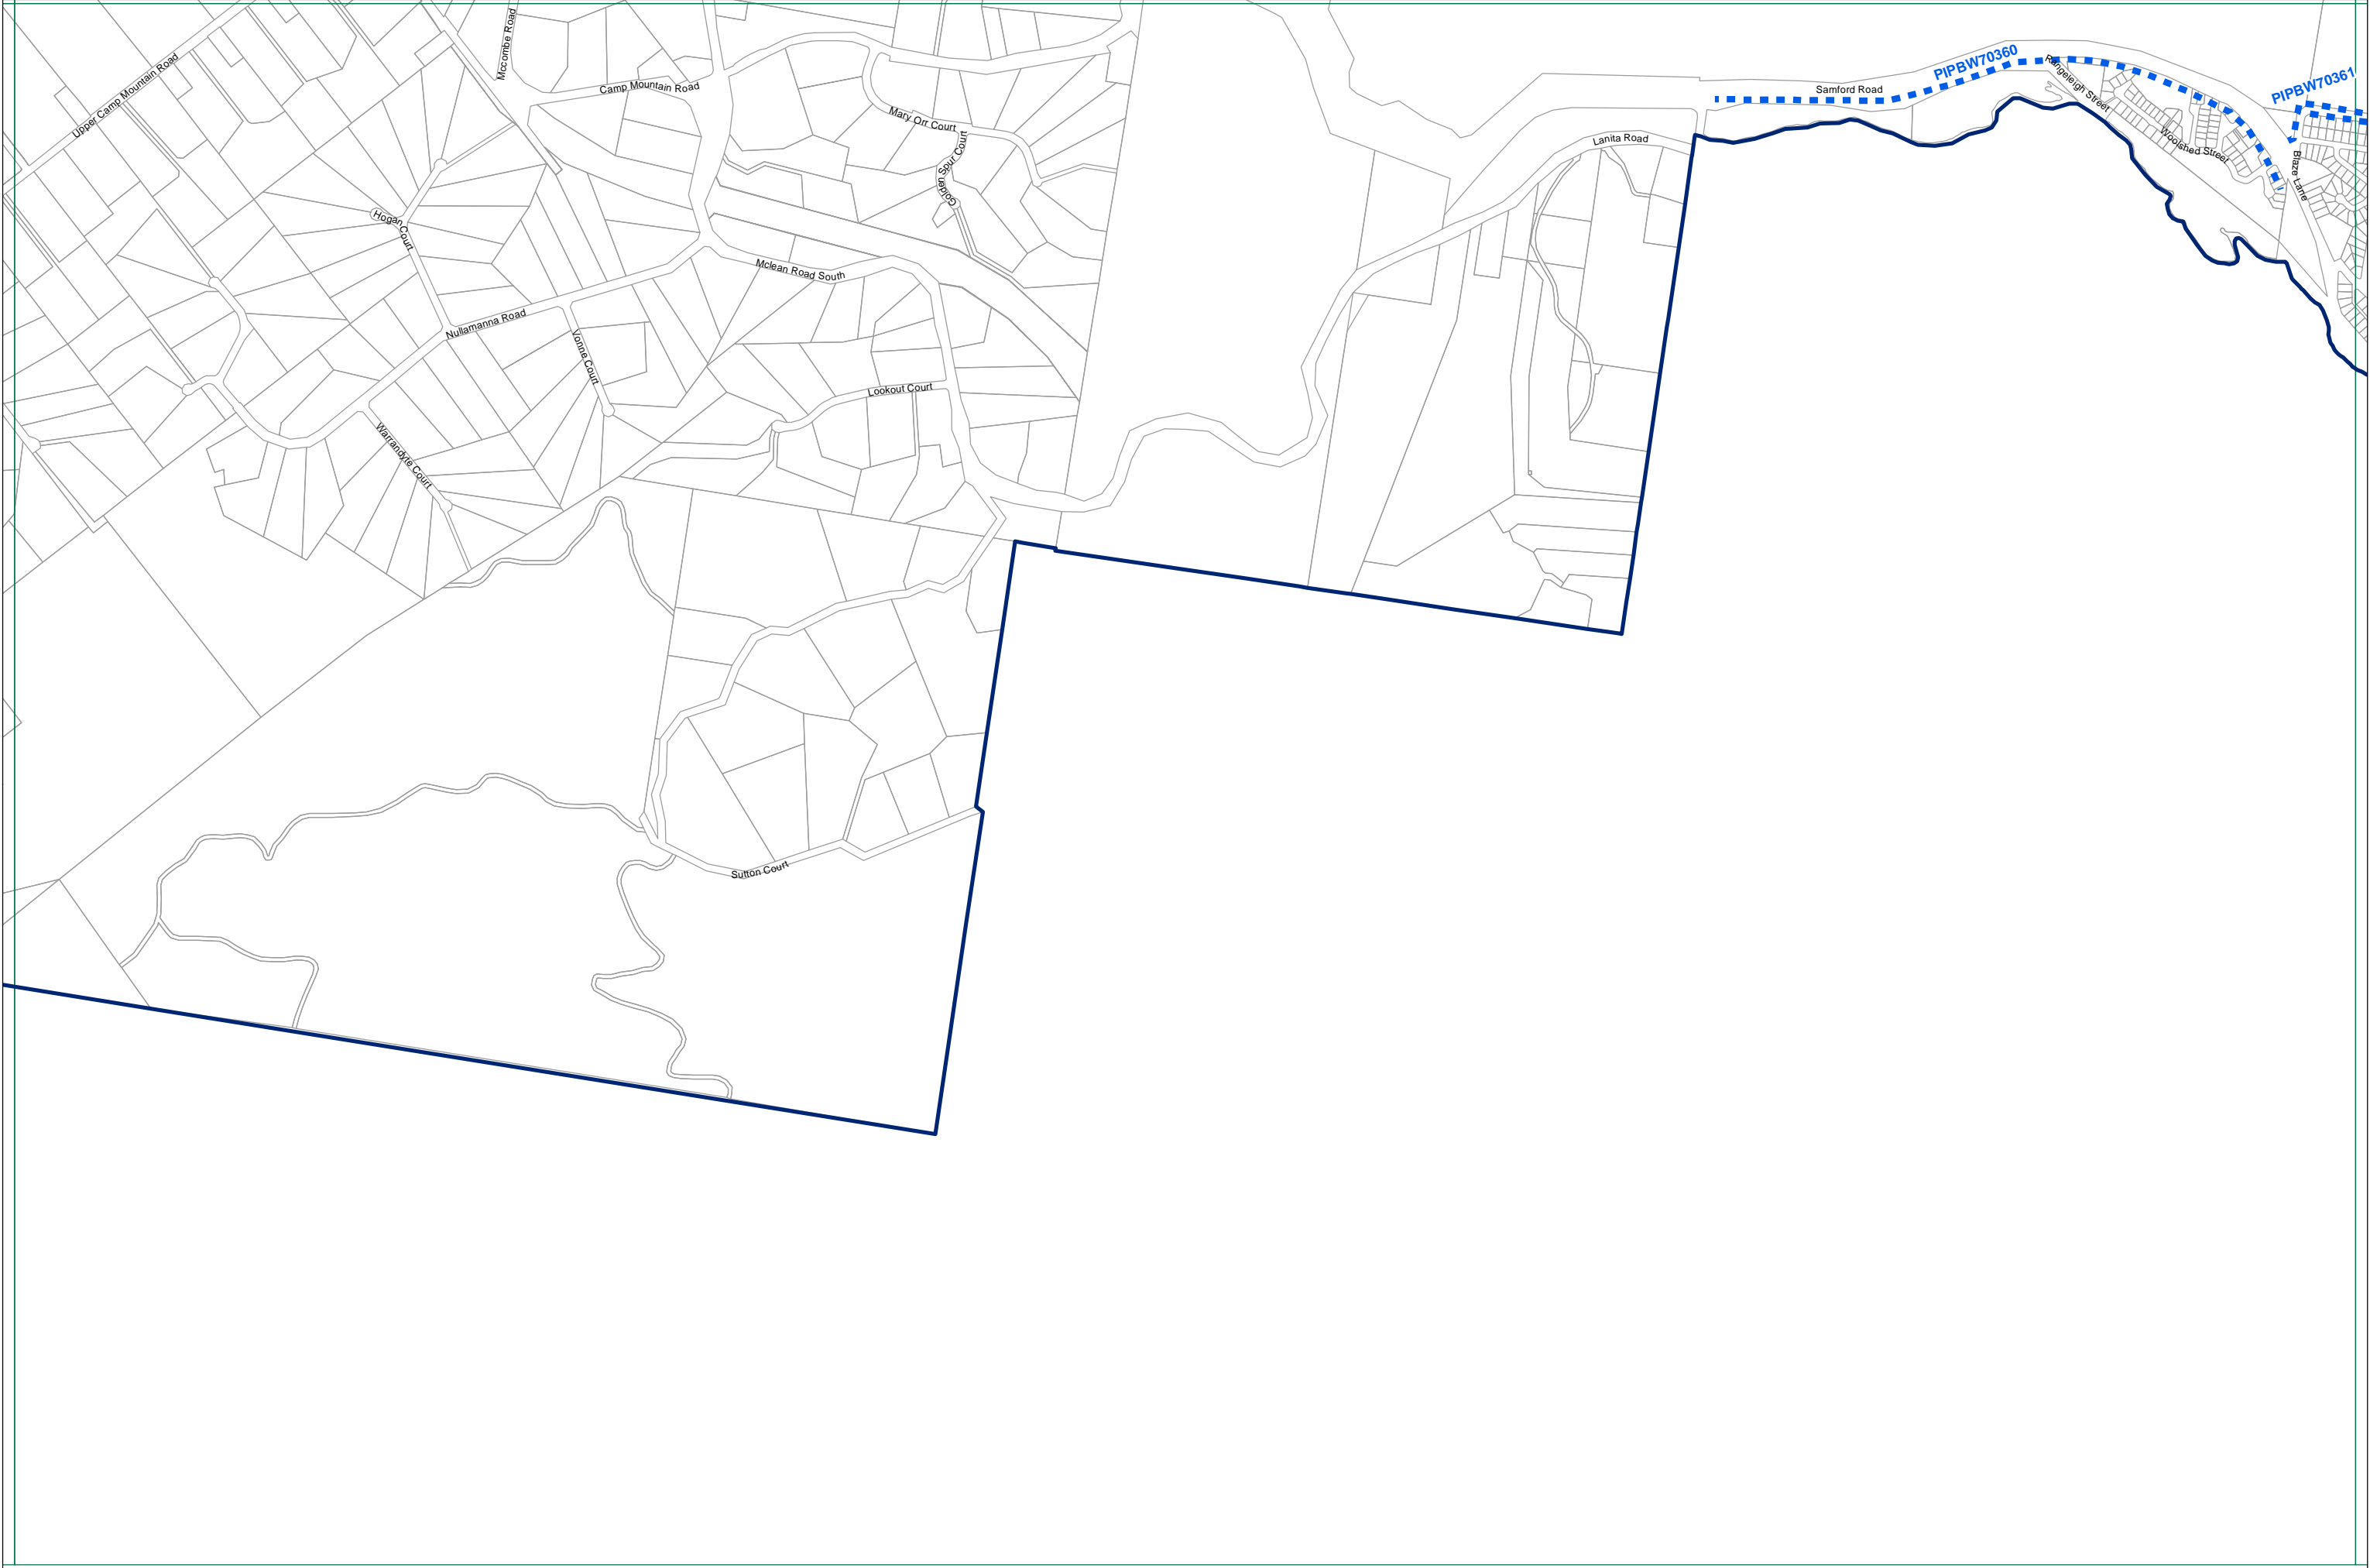 Mccombe Road
Upper Camp Mountain Road
Camp Mountain Road
Samford Road
PIPBW70360
Rangeleigh Street
PIPBW70361
Mary Orr Court
Lanita Road
Woolshed Street
Blaze Lane
Golden Spur Court
Hogan Court
Mclean Road South
Nullamanna Road
Vonne Court
Lookout Court
Warrandyte Court
Sutton Court